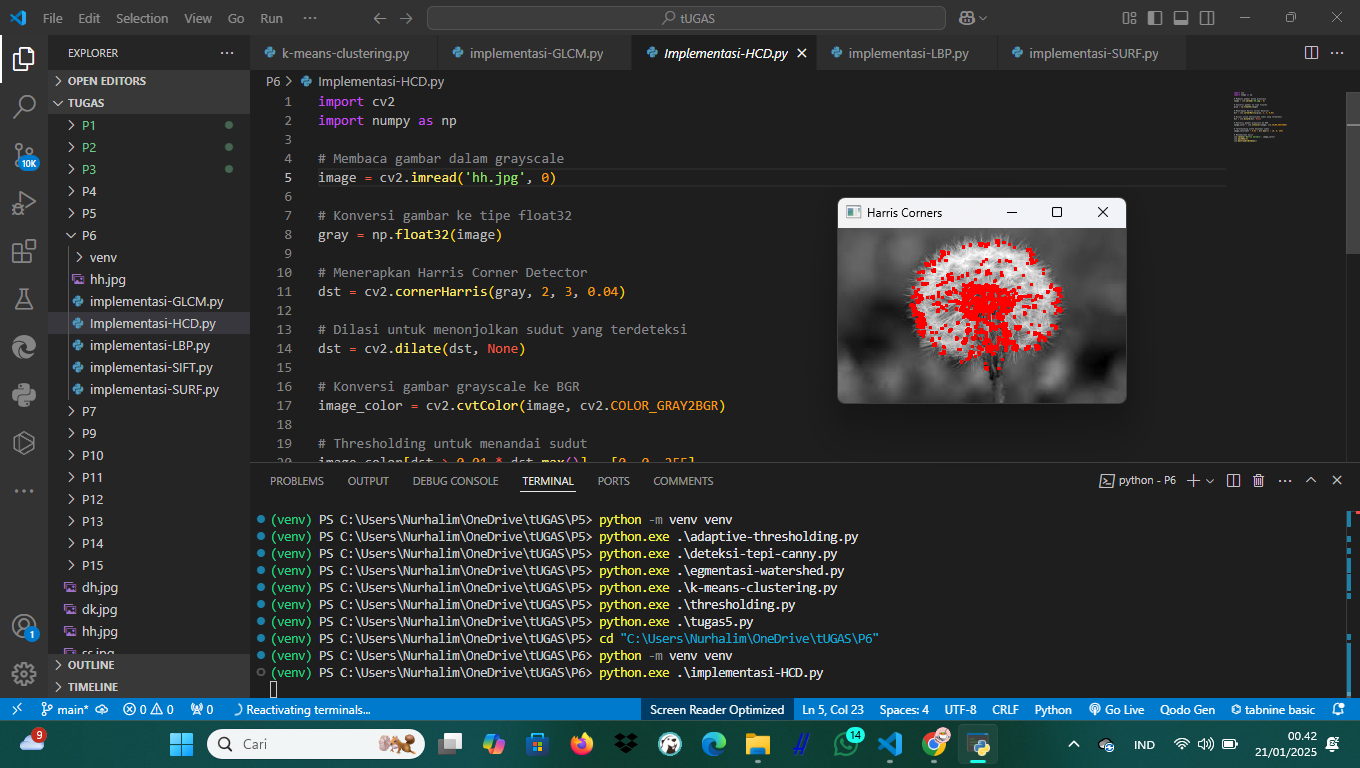 File Edit Selection View Go Run ··· tUGAS
EXPLORER ···
k-means-clustering.py implementasi-GLCM.py Implementasi-HCD.py implementasi-LBP.py implementasi-SURF.py
OPEN EDITORS
TUGAS
P1
P2
P3
P4
P5
P6
venv
hh.jpg
implementasi-GLCM.py
Implementasi-HCD.py
implementasi-LBP.py
implementasi-SIFT.py
implementasi-SURF.py
P7
P9
P10
P11
P12
P13
P14
P15
dh.jpg
dk.jpg
hh.jpg
OUTLINE
TIMELINE
10K
1
P6 > Implementasi-HCD.py
1 import cv2
2 import numpy as np
3
4 # Membaca gambar dalam grayscale
5 image = cv2.imread('hh.jpg', 0)
6
7 # Konversi gambar ke tipe float32
8 gray = np.float32(image)
9
10 # Menerapkan Harris Corner Detector
11 dst = cv2.cornerHarris(gray, 2, 3, 0.04)
12
13 # Dilasi untuk menonjolkan sudut yang terdeteksi
14 dst = cv2.dilate(dst, None)
15
16 # Konversi gambar grayscale ke BGR
17 image_color = cv2.cvtColor(image, cv2.COLOR_GRAY2BGR)
18
19 # Thresholding untuk menandai sudut
20 image_color[dst > 0.01 * dst.max()] = [0, 0, 255]
Harris Corners
PROBLEMS OUTPUT DEBUG CONSOLE TERMINAL PORTS COMMENTS python - P6
(venv) PS C:\Users\Nurhalim\OneDrive\tUGAS\P5> python -m venv venv
(venv) PS C:\Users\Nurhalim\OneDrive\tUGAS\P5> python.exe .\adaptive-thresholding.py
(venv) PS C:\Users\Nurhalim\OneDrive\tUGAS\P5> python.exe .\deteksi-tepi-canny.py
(venv) PS C:\Users\Nurhalim\OneDrive\tUGAS\P5> python.exe .\egmentasi-watershed.py
(venv) PS C:\Users\Nurhalim\OneDrive\tUGAS\P5> python.exe .\k-means-clustering.py
(venv) PS C:\Users\Nurhalim\OneDrive\tUGAS\P5> python.exe .\thresholding.py
(venv) PS C:\Users\Nurhalim\OneDrive\tUGAS\P5> python.exe .\tugas5.py
(venv) PS C:\Users\Nurhalim\OneDrive\tUGAS\P5> cd "C:\Users\Nurhalim\OneDrive\tUGAS\P6"
(venv) PS C:\Users\Nurhalim\OneDrive\tUGAS\P6> python -m venv venv
(venv) PS C:\Users\Nurhalim\OneDrive\tUGAS\P6> python.exe .\implementasi-HCD.py
main* 0 0 0 Reactivating terminals... Screen Reader Optimized Ln 5, Col 23 Spaces: 4 UTF-8 CRLF Python Go Live Qodo Gen tabnine basic
9 Cari 14 IND 00.42
21/01/2025